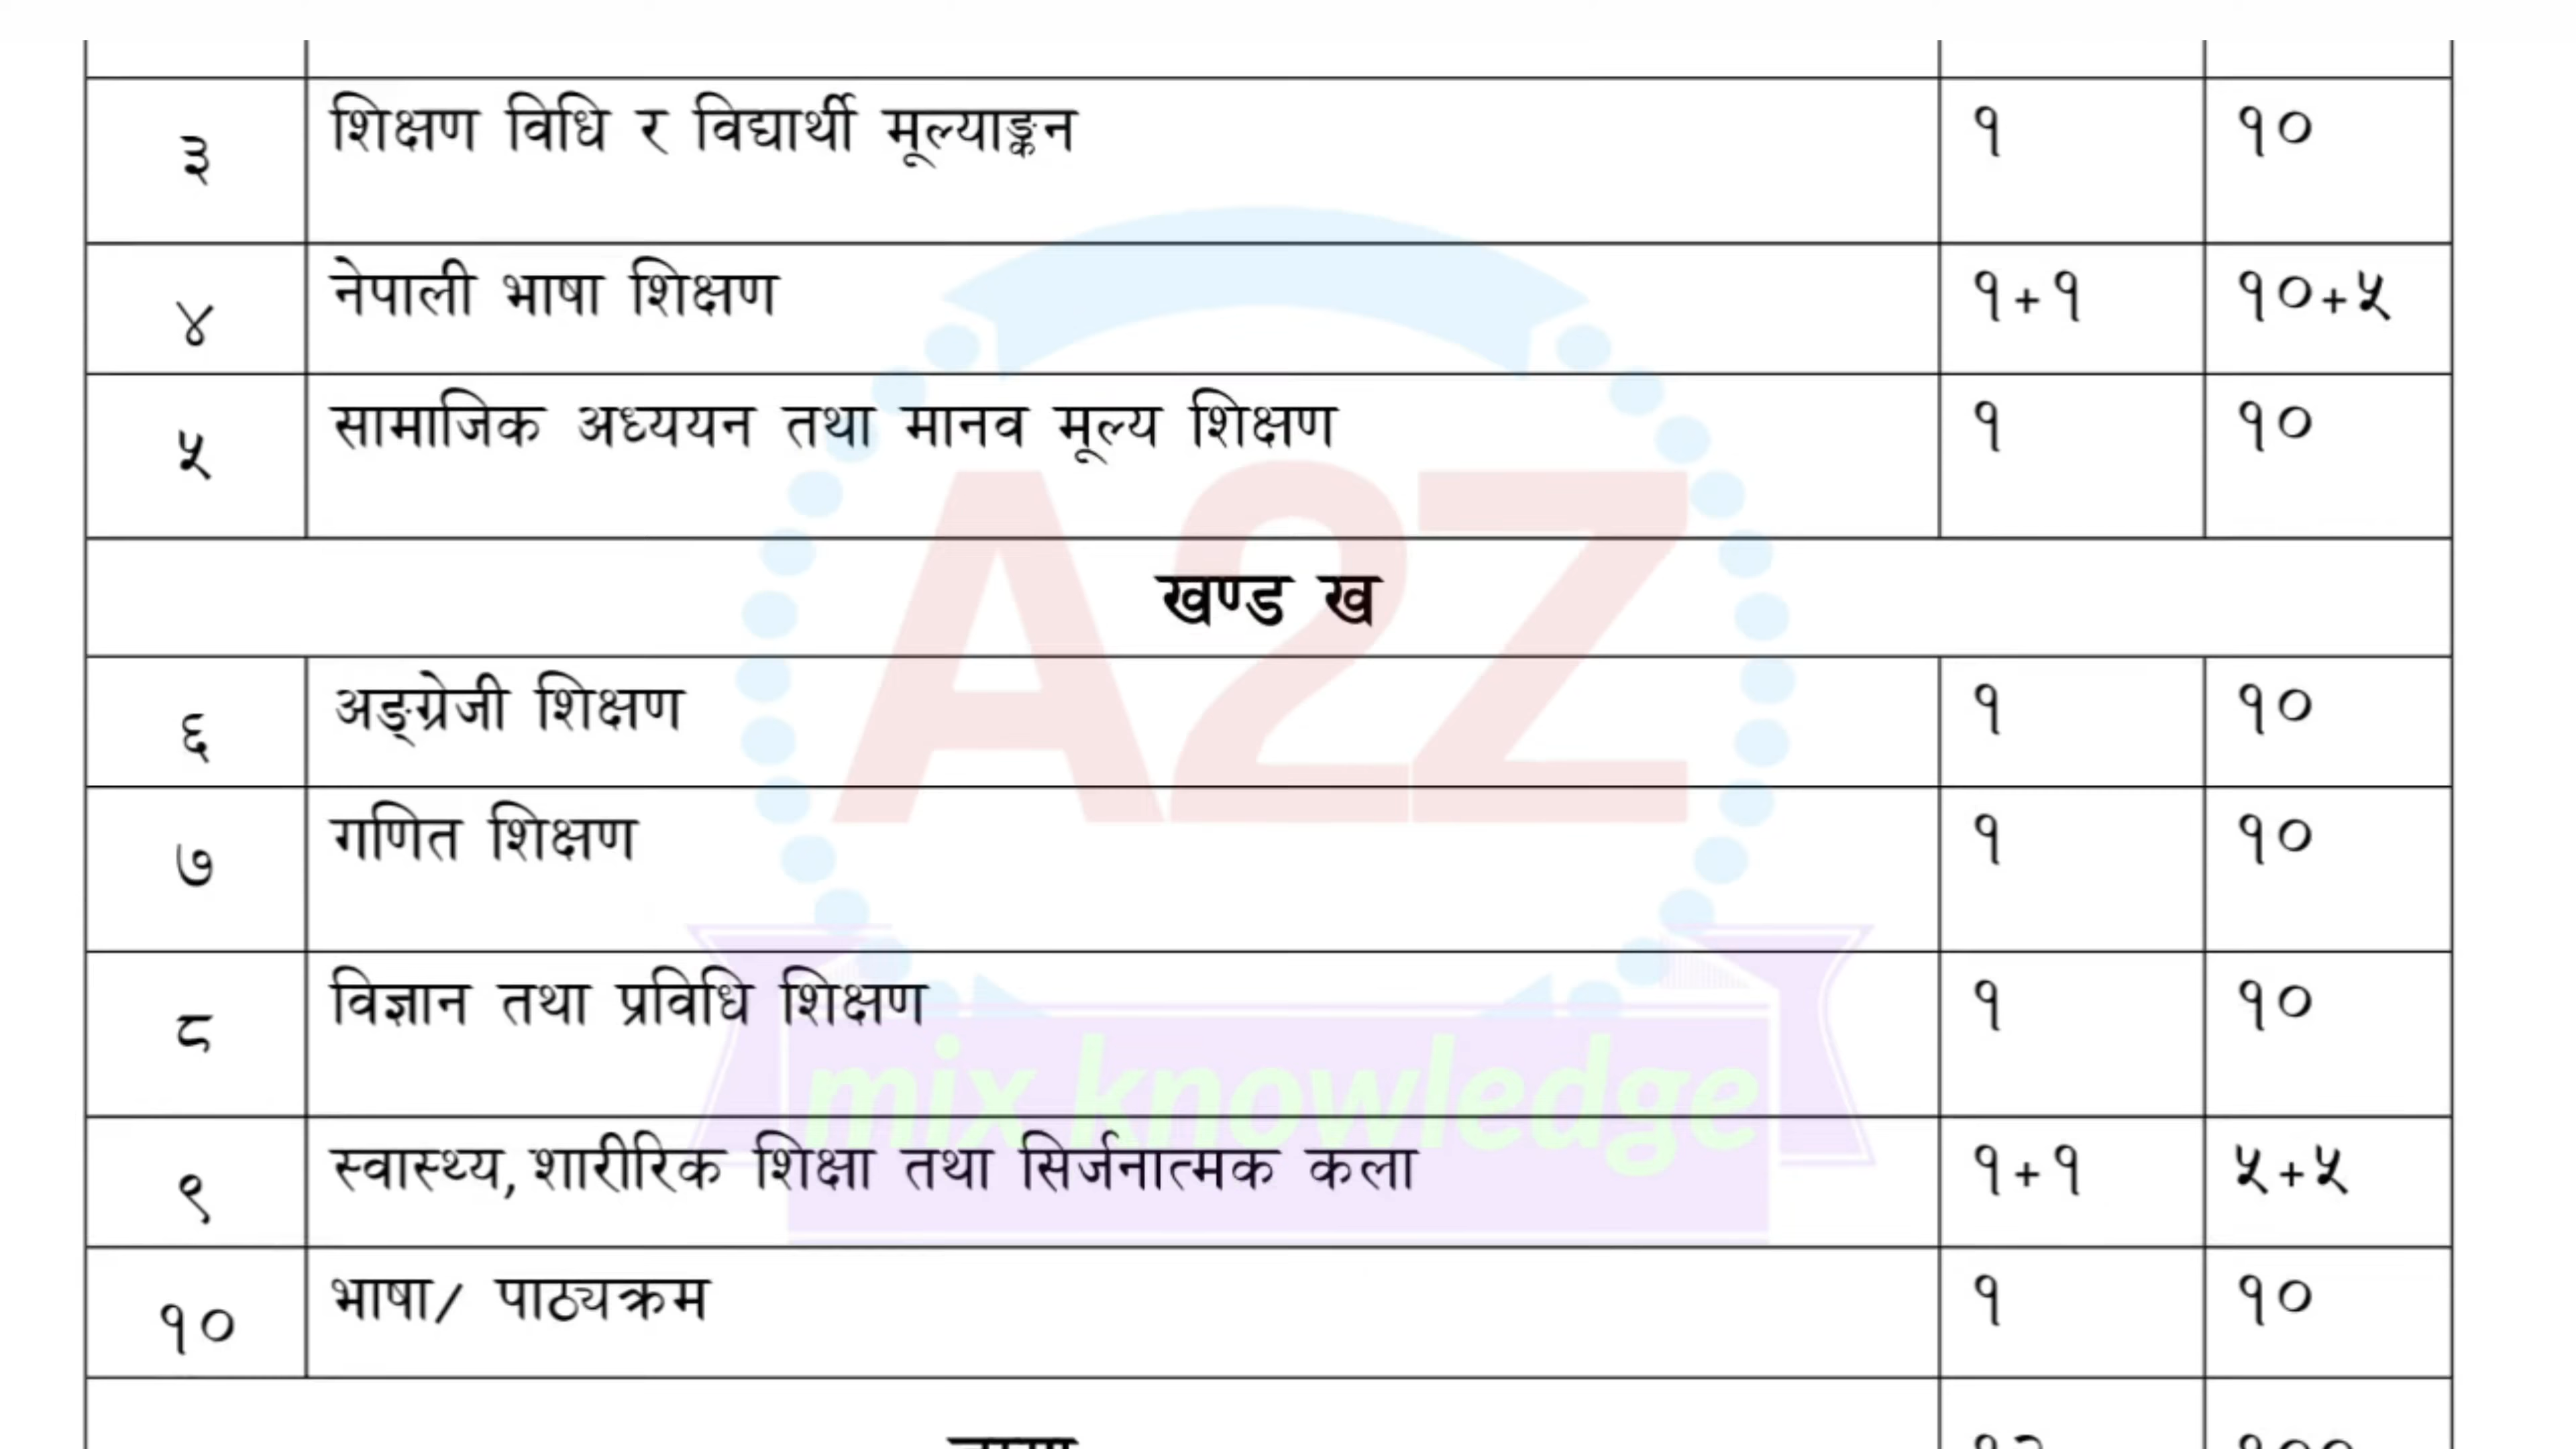 ३ शिक्षण विधि र विद्यार्थी मूल्याङ्कन १ १०
४ नेपाली भाषा शिक्षण १+१ १०+५
५ सामाजिक अध्ययन तथा मानव मूल्य शिक्षण १ १०
खण्ड ख
६ अङ्ग्रेजी शिक्षण १ १०
७ गणित शिक्षण १ १०
८ विज्ञान तथा प्रविधि शिक्षण १ १०
९ स्वास्थ्य, शारीरिक शिक्षा तथा सिर्जनात्मक कला १+१ ५+५
१० भाषा/ पाठ्यक्रम १ १०
A2Z
mix knowledge